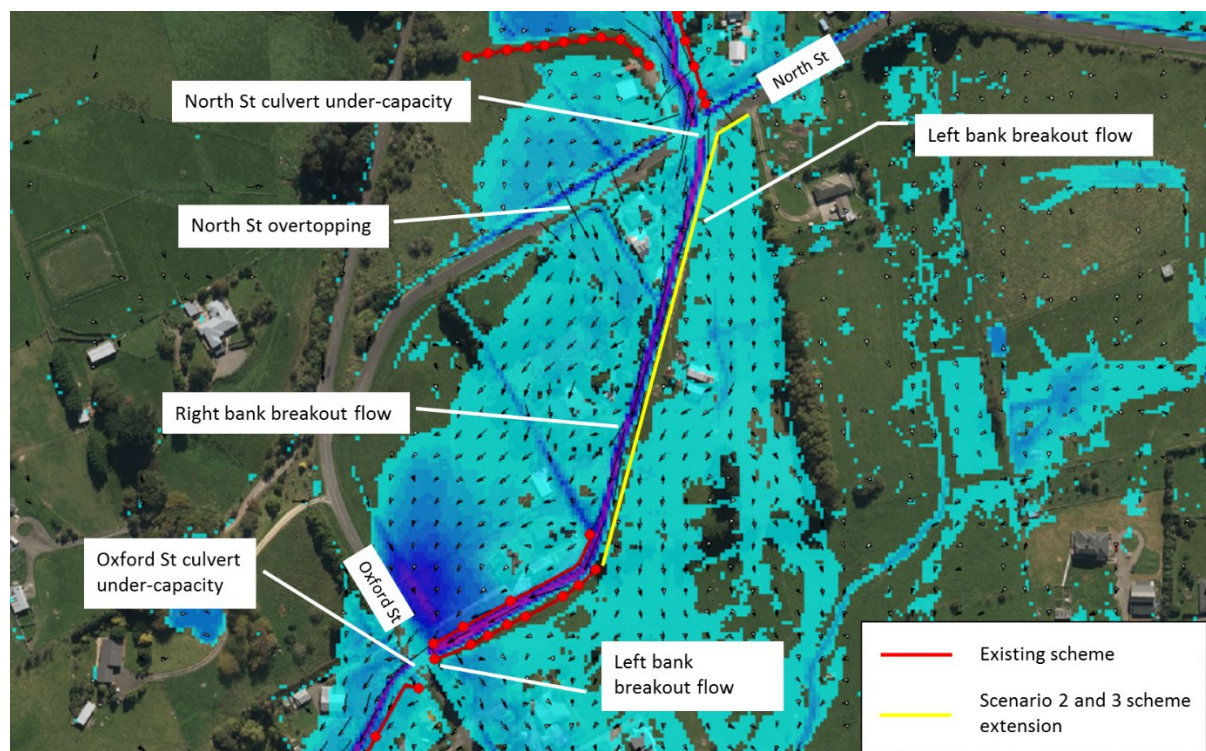 North St
North St culvert under-capacity
Left bank breakout flow
North St overtopping
Right bank breakout flow
Oxford St culvert
under-capacity
Oxford St
Left bank
breakout flow
Existing scheme
Scenario 2 and 3 scheme
extension